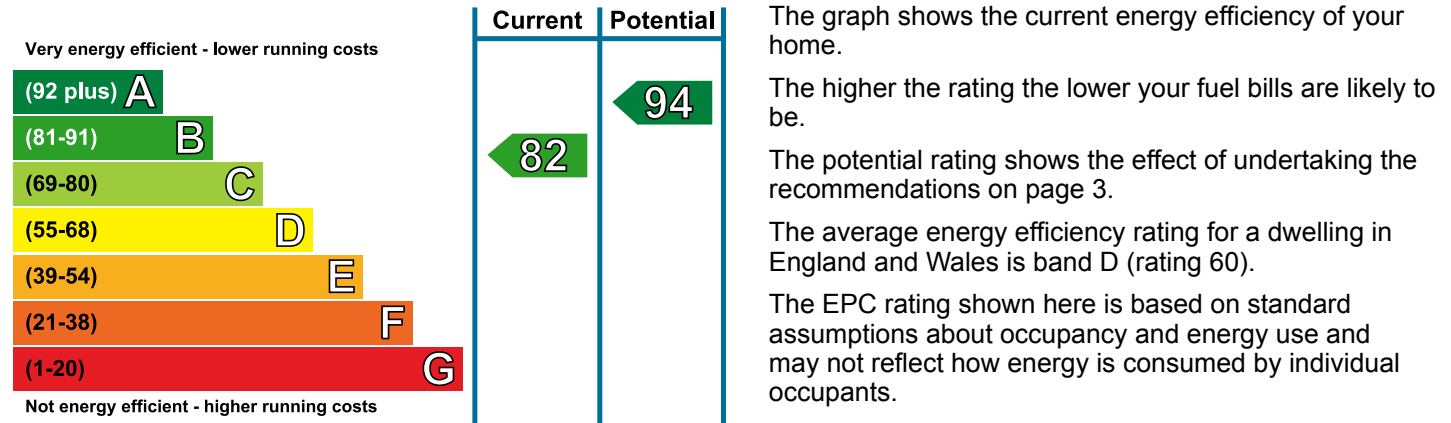 Current Potential
Very energy efficient - lower running costs
(92 plus) A
94
(81-91) B
82
(69-80) C
(55-68) D
(39-54) E
(21-38) F
(1-20) G
Not energy efficient - higher running costs
The graph shows the current energy efficiency of your
home.
The higher the rating the lower your fuel bills are likely to
be.
The potential rating shows the effect of undertaking the
recommendations on page 3.
The average energy efficiency rating for a dwelling in
England and Wales is band D (rating 60).
The EPC rating shown here is based on standard
assumptions about occupancy and energy use and
may not reflect how energy is consumed by individual
occupants.